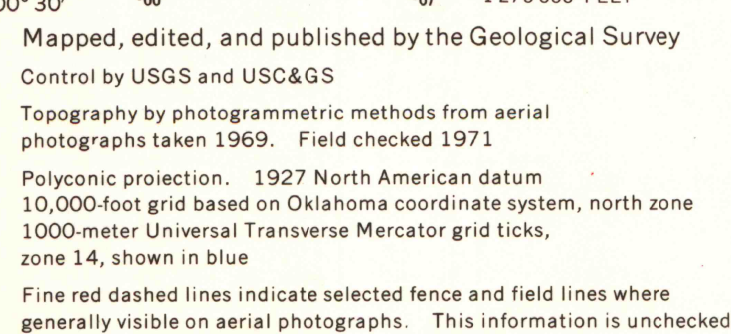 00°30'
Mapped, edited, and published by the Geological Survey
Control by USGS and USC&GS
Topography by photogrammetric methods from aerial
photographs taken 1969. Field checked 1971
Polyconic projection. 1927 North American datum
10,000-foot grid based on Oklahoma coordinate system, north zone
1000-meter Universal Transverse Mercator grid ticks,
zone 14, shown in blue
Fine red dashed lines indicate selected fence and field lines where
generally visible on aerial photographs. This information is unchecked